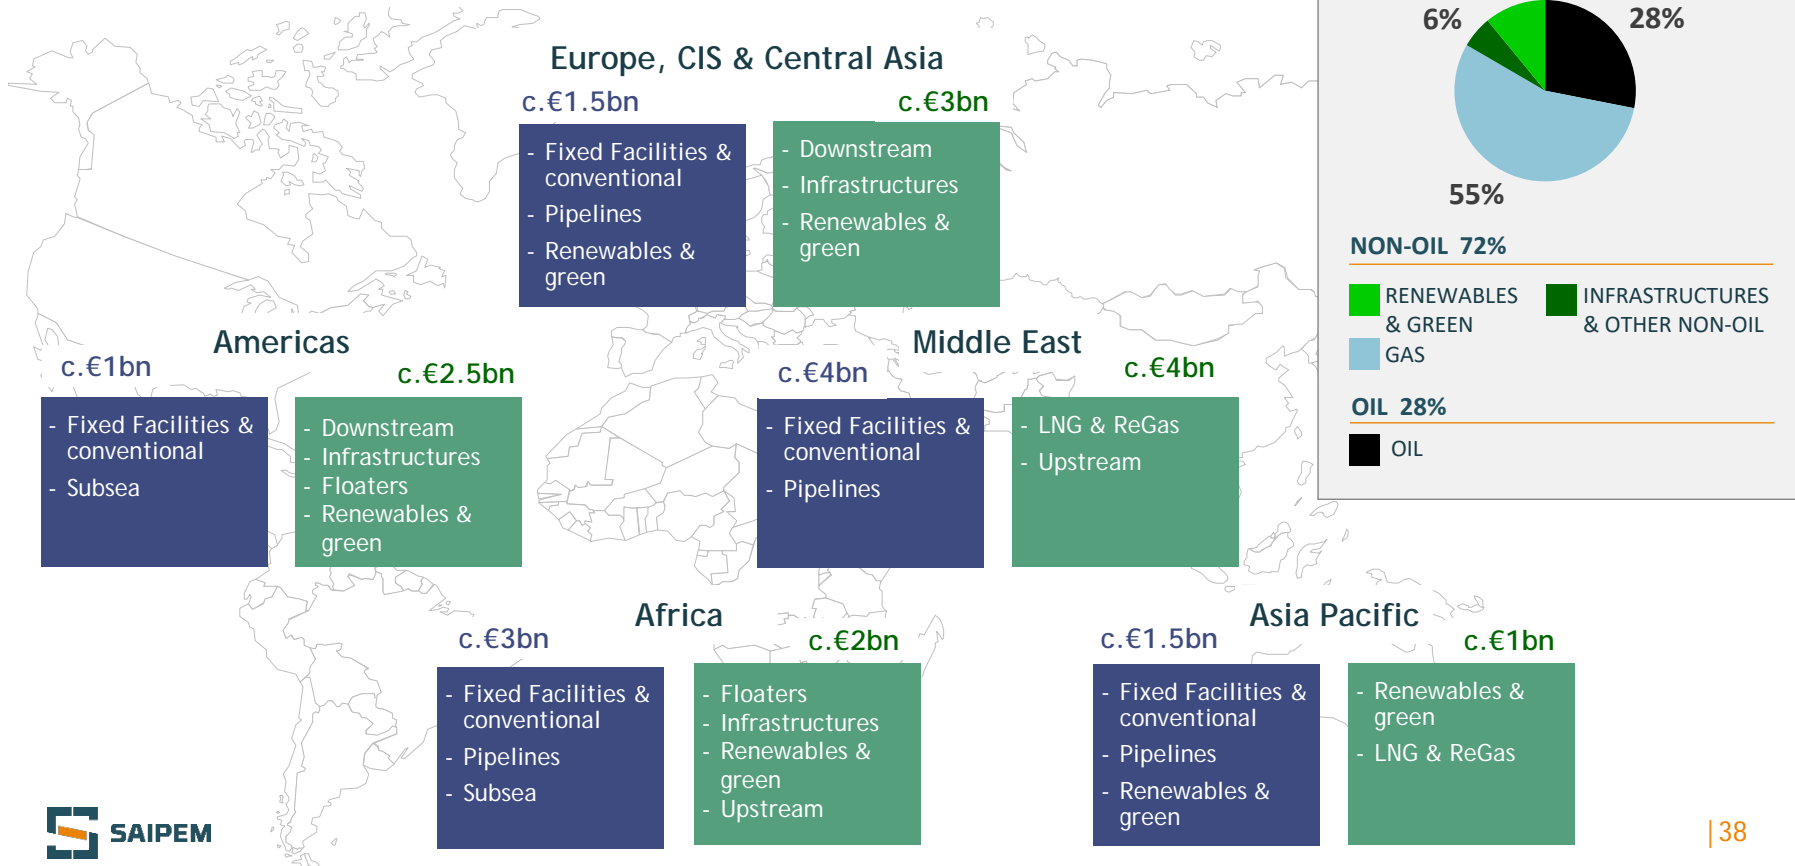 Europe, CIS & Central Asia
c.€1.5bn
c.€3bn
- Fixed Facilities &
conventional
- Pipelines
- Renewables &
green
- Downstream
- Infrastructures
- Renewables &
green
Americas
c.€1bn
c.€2.5bn
- Fixed Facilities &
conventional
- Subsea
- Downstream
- Infrastructures
- Floaters
- Renewables &
green
Middle East
c.€4bn
c.€4bn
- Fixed Facilities &
conventional
- Pipelines
- LNG & ReGas
- Upstream
Africa
c.€3bn
c.€2bn
- Fixed Facilities &
conventional
- Pipelines
- Subsea
- Floaters
- Infrastructures
- Renewables &
green
- Upstream
Asia Pacific
c.€1.5bn
c.€1bn
- Fixed Facilities &
conventional
- Pipelines
- Renewables &
green
- Renewables &
green
- LNG & ReGas
6%
28%
55%
NON-OIL 72%
RENEWABLES
& GREEN
INFRASTRUCTURES
& OTHER NON-OIL
GAS
OIL 28%
OIL
SAIPEM
|38